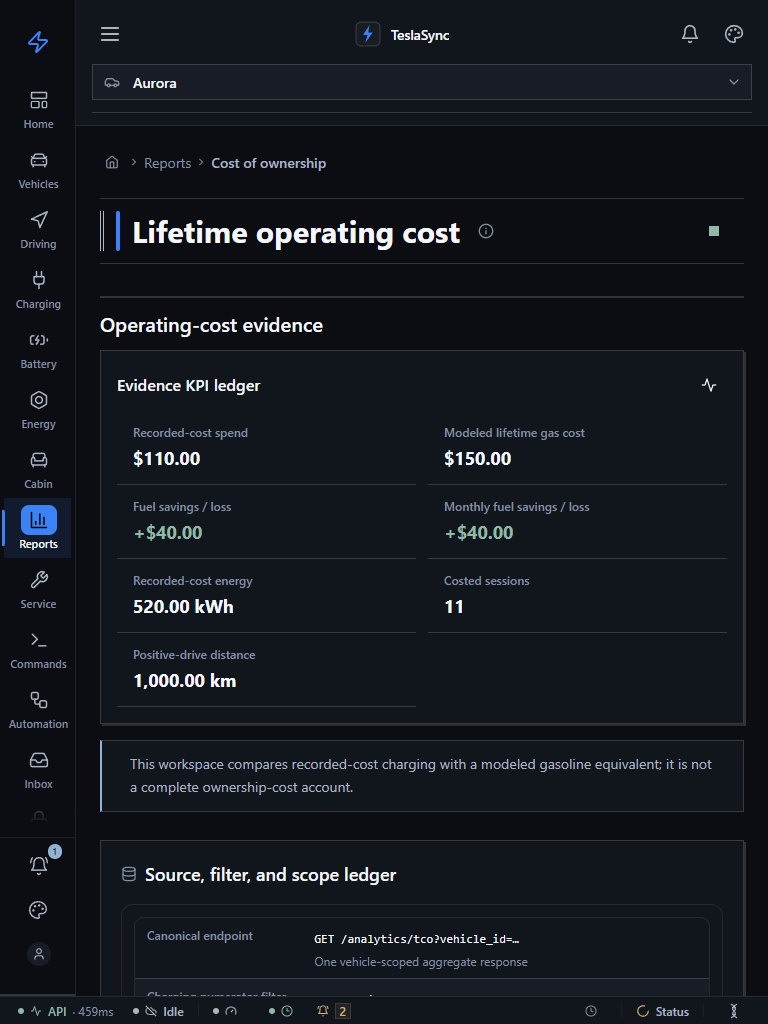 TeslaSync
Aurora
Home
Vehicles
Driving
Charging
Battery
Energy
Cabin
Reports
Service
Commands
Automation
Inbox
1
Reports
Cost of ownership
Lifetime operating cost
Operating-cost evidence
Evidence KPI ledger
Recorded-cost spend
$110.00
Modeled lifetime gas cost
$150.00
Fuel savings / loss
+$40.00
Monthly fuel savings / loss
+$40.00
Recorded-cost energy
520.00 kWh
Costed sessions
11
Positive-drive distance
1,000.00 km
This workspace compares recorded-cost charging with a modeled gasoline equivalent; it is not
a complete ownership-cost account.
Source, filter, and scope ledger
Canonical endpoint
GET /analytics/tco?vehicle_id=…
One vehicle-scoped aggregate response
Charging numerator filter
API · 459ms
Idle
2
Status